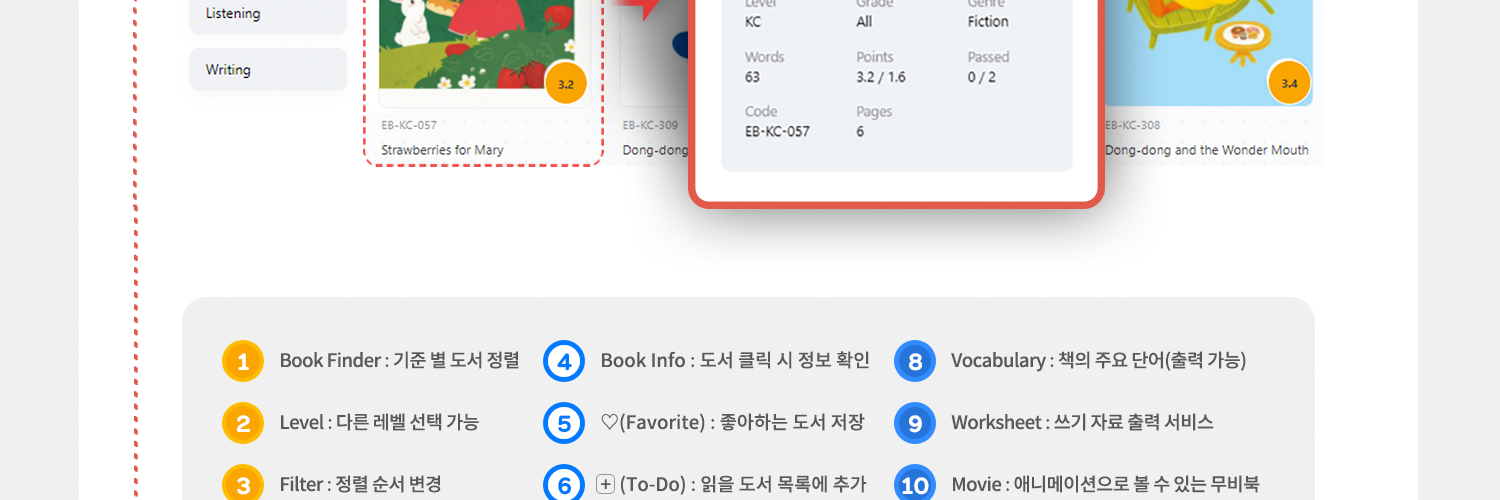 Listening
Writing
3.2
EB-KC-057
Strawberries for Mary
EB-KC-309
Dong-dong
Level Grade Genre
KC All Fiction
Words Points Passed
63 3.2 / 1.6 0 / 2
Code Pages
EB-KC-057 6
3.4
EB-KC-308
Dong-dong and the Wonder Mouth
1 Book Finder : 기준 별 도서 정렬
2 Level : 다른 레벨 선택 가능
3 Filter : 정렬 순서 변경
4 Book Info : 도서 클릭 시 정보 확인
5 ♡(Favorite) : 좋아하는 도서 저장
6 + (To-Do) : 읽을 도서 목록에 추가
8 Vocabulary : 책의 주요 단어(출력 가능)
9 Worksheet : 쓰기 자료 출력 서비스
10 Movie : 애니메이션으로 볼 수 있는 무비북